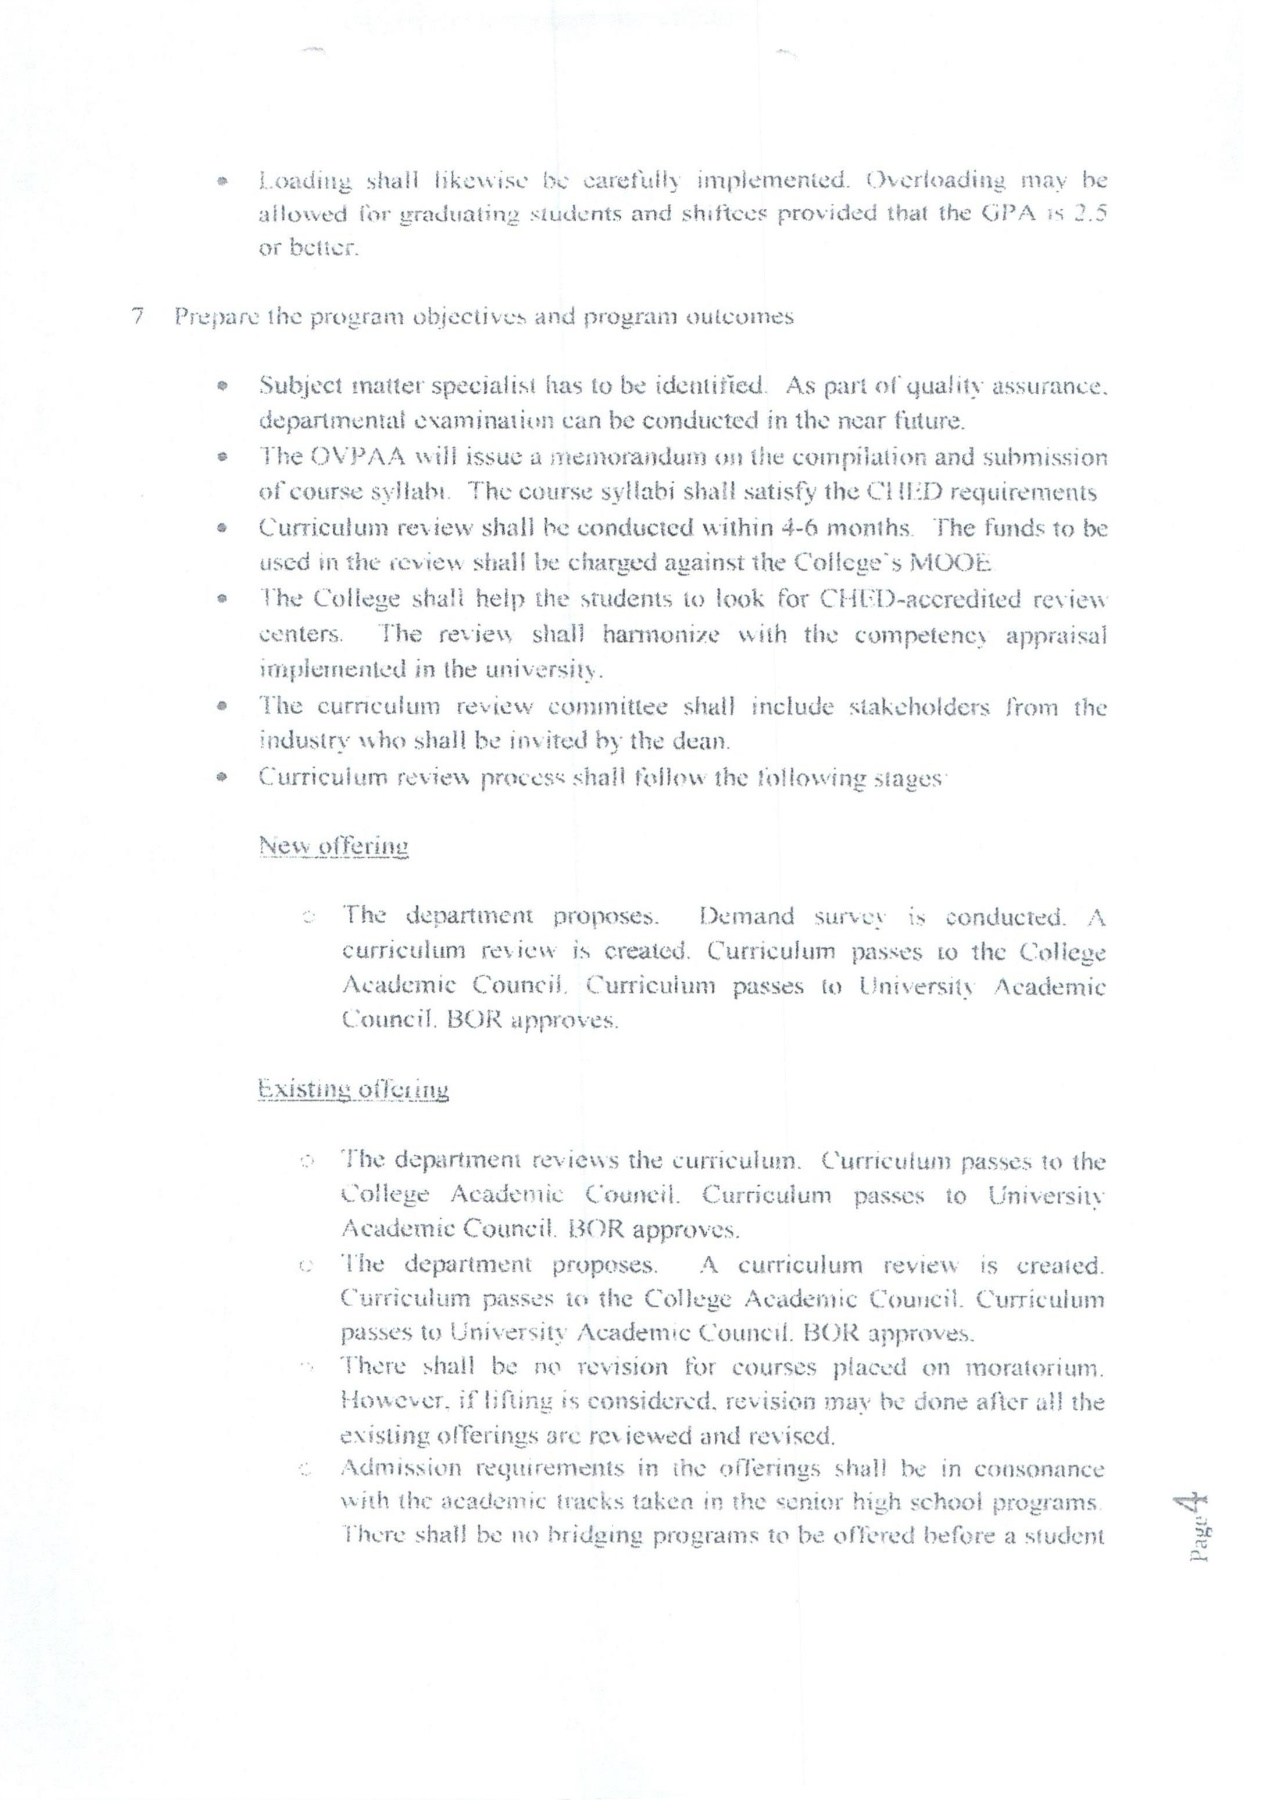 • Loading shall likewise be carefully implemented. Overloading may be
allowed for graduating students and shiftees provided that the GPA is 2.5
or better.
7 Prepare the program objectives and program outcomes
• Subject matter specialist has to be identified. As part of quality assurance,
departmental examination can be conducted in the near future.
• The OVPAA will issue a memorandum on the compilation and submission
of course syllabi. The course syllabi shall satisfy the CHED requirements
• Curriculum review shall be conducted within 4-6 months. The funds to be
used in the review shall be charged against the College's MOOE
• The College shall help the students to look for CHED-accredited review
centers. The review shall harmonize with the competency appraisal
implemented in the university.
• The curriculum review committee shall include stakeholders from the
industry who shall be invited by the dean.
• Curriculum review process shall follow the following stages:
New offering
o The department proposes. Demand survey is conducted. A
curriculum review is created. Curriculum passes to the College
Academic Council. Curriculum passes to University Academic
Council. BOR approves.
Existing offering
o The department reviews the curriculum. Curriculum passes to the
College Academic Council. Curriculum passes to University
Academic Council. BOR approves.
o The department proposes. A curriculum review is created.
Curriculum passes to the College Academic Council. Curriculum
passes to University Academic Council. BOR approves.
o There shall be no revision for courses placed on moratorium.
However, if lifting is considered, revision may be done after all the
existing offerings are reviewed and revised.
o Admission requirements in the offerings shall be in consonance
with the academic tracks taken in the senior high school programs.
There shall be no bridging programs to be offered before a student
Page 4